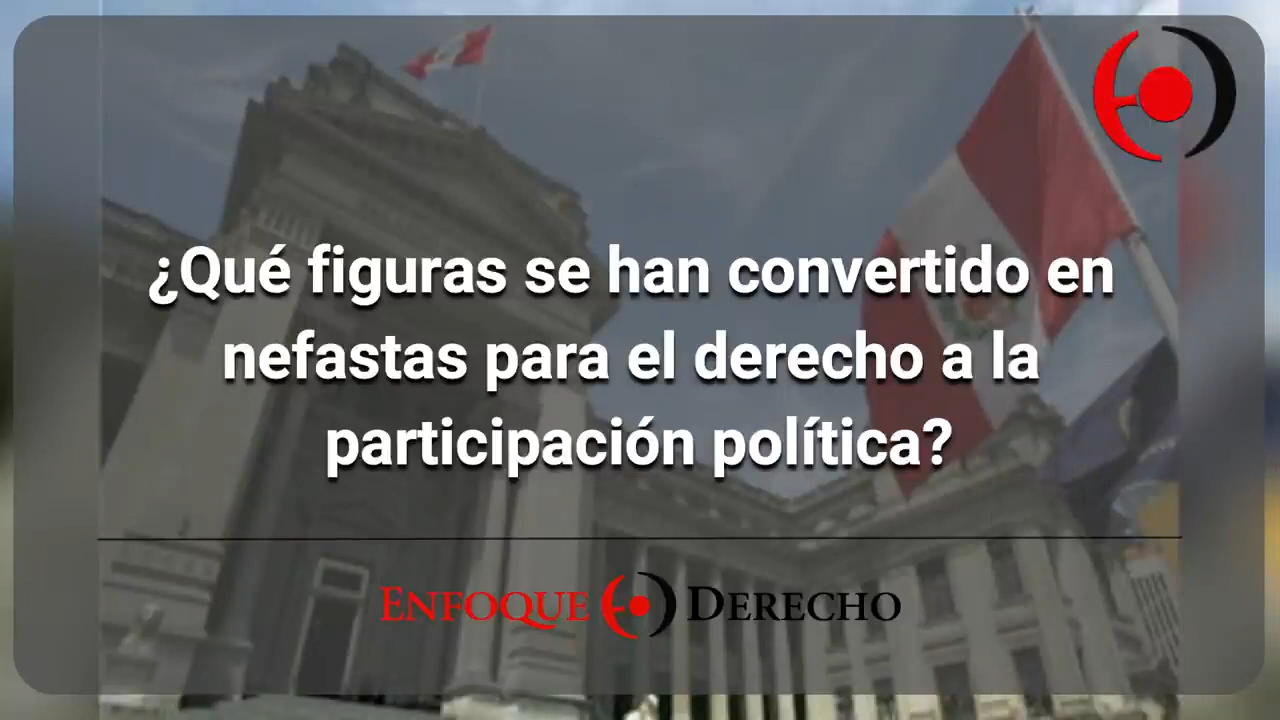 ¿Qué figuras se han convertido en
nefastas para el derecho a la
participación política?
ENFOQUE DERECHO